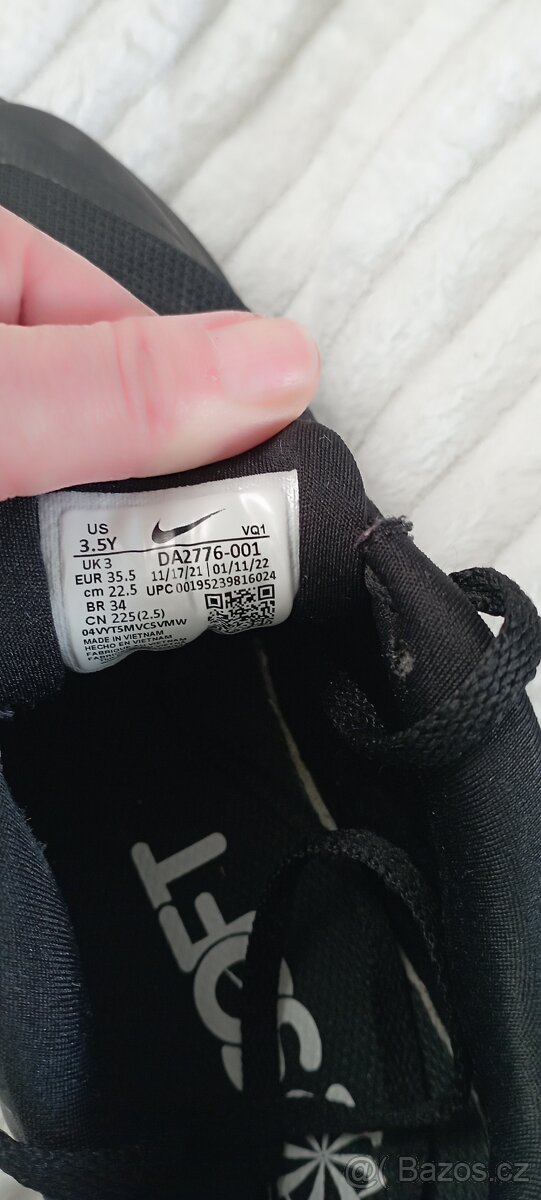 US
3.5Y
VQ1
UK 3
DA2776-001
EUR 35.5
11/17/21 | 01/11/22
cm 22.5
UPC 00195239816024
BR 34
CN 225(2.5)
04VYT5MVC5VMW
MADE IN VIETNAM
HECHO EN VIETNAM
SOFT
@( Bazos.cz